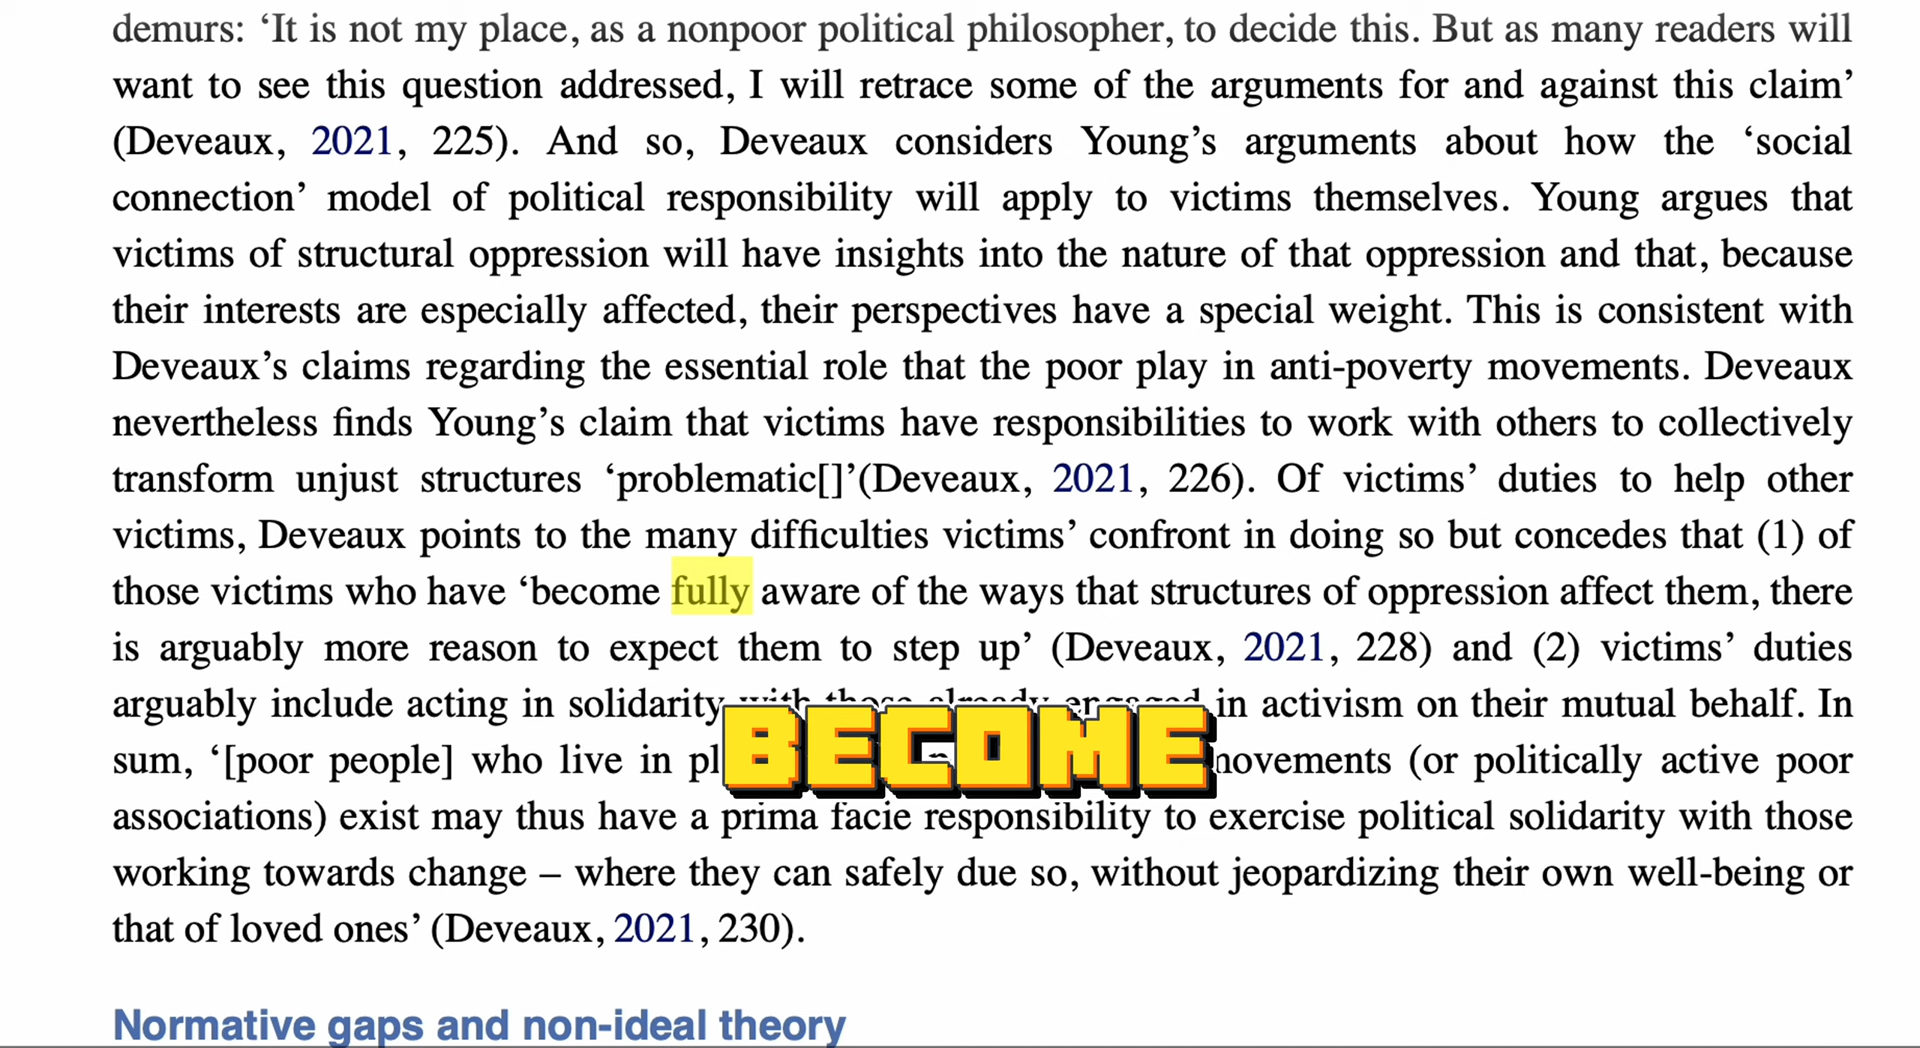 demurs: ‘It is not my place, as a nonpoor political philosopher, to decide this. But as many readers will
want to see this question addressed, I will retrace some of the arguments for and against this claim’
(Deveaux, 2021, 225). And so, Deveaux considers Young’s arguments about how the ‘social
connection’ model of political responsibility will apply to victims themselves. Young argues that
victims of structural oppression will have insights into the nature of that oppression and that, because
their interests are especially affected, their perspectives have a special weight. This is consistent with
Deveaux’s claims regarding the essential role that the poor play in anti-poverty movements. Deveaux
nevertheless finds Young’s claim that victims have responsibilities to work with others to collectively
transform unjust structures ‘problematic[]’(Deveaux, 2021, 226). Of victims’ duties to help other
victims, Deveaux points to the many difficulties victims’ confront in doing so but concedes that (1) of
those victims who have ‘become fully aware of the ways that structures of oppression affect them, there
is arguably more reason to expect them to step up’ (Deveaux, 2021, 228) and (2) victims’ duties
arguably include acting in solidarity with those already engaged in activism on their mutual behalf. In
sum, ‘[poor people] who live in movements (or politically active poor
BECOME
associations) exist may thus have a prima facie responsibility to exercise political solidarity with those
working towards change – where they can safely due so, without jeopardizing their own well-being or
that of loved ones’ (Deveaux, 2021, 230).
Normative gaps and non-ideal theory